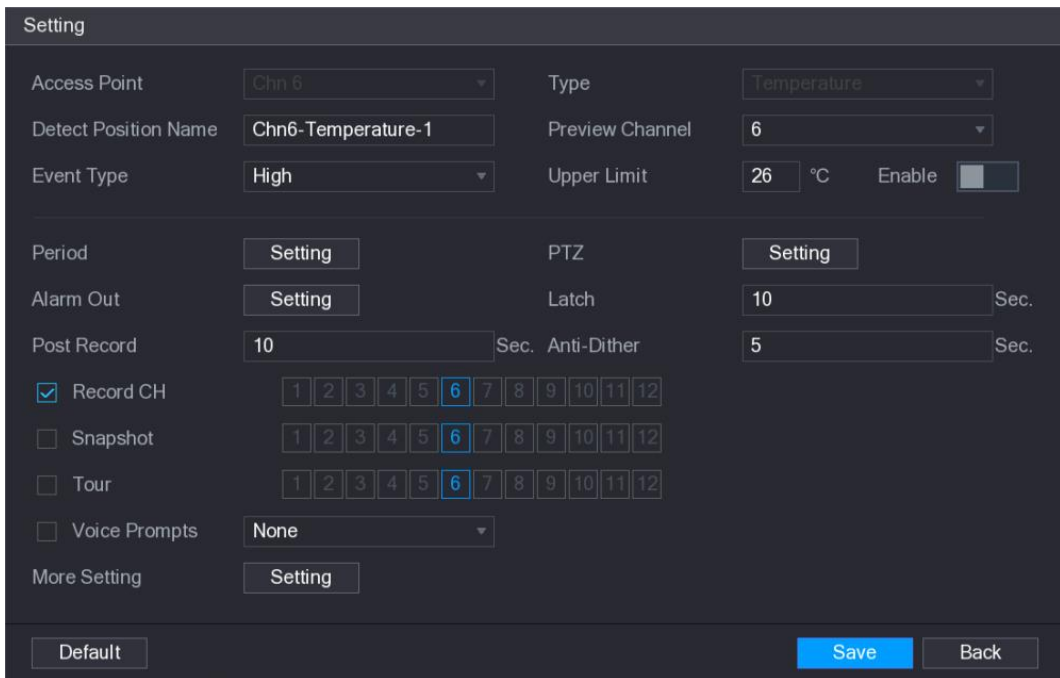 Setting
Access Point Chn 6 Type Temperature
Detect Position Name Chn6-Temperature-1 Preview Channel 6
Event Type High Upper Limit 26 °C Enable
Period Setting PTZ Setting
Alarm Out Setting Latch 10 Sec.
Post Record 10 Sec. Anti-Dither 5 Sec.
Record CH 1 2 3 4 5 6 7 8 9 10 11 12
Snapshot 1 2 3 4 5 6 7 8 9 10 11 12
Tour 1 2 3 4 5 6 7 8 9 10 11 12
Voice Prompts None
More Setting Setting
Default Save Back